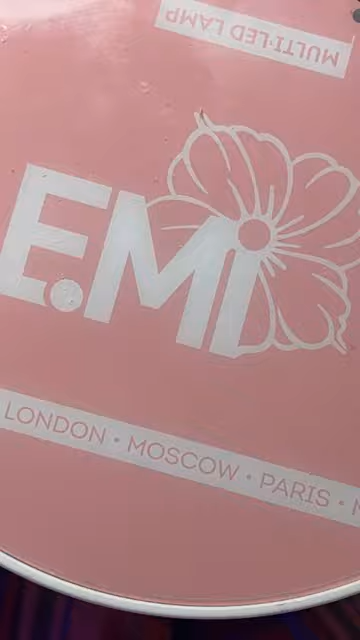 MULTI·LED LAMP
E.MI
LONDON • MOSCOW • PARIS •